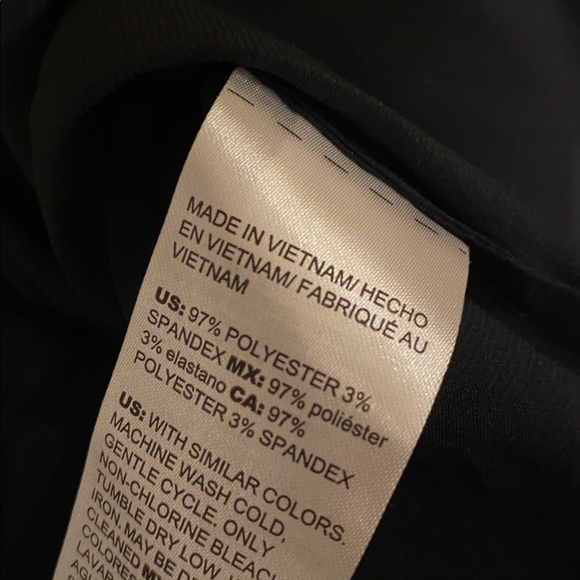 MADE IN VIETNAM/ HECHO
EN VIETNAM/ FABRIQUÉ AU
VIETNAM
US: 97% POLYESTER 3%
SPANDEX MX: 97% poliéster
3% elastano CA: 97%
POLYESTER 3% SPANDEX
US: WITH SIMILAR COLORS.
MACHINE WASH COLD,
GENTLE CYCLE. ONLY
NON-CHLORINE BLEACH
TUMBLE DRY LOW.
IRON. MAY BE
CLEANED
COLORES